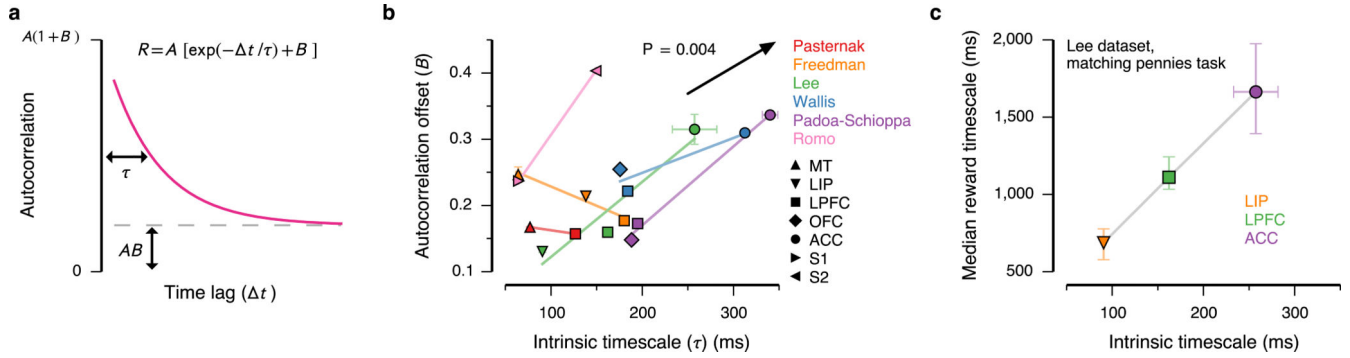 a
A(1+B)
R=A [exp(−Δt/τ)+B]
Autocorrelation
τ
AB
0
Time lag (Δt)
b
Autocorrelation offset (B)
0.4
0.3
0.2
0.1
P = 0.004
Pasternak
Freedman
Lee
Wallis
Padoa-Schioppa
Romo
MT
LIP
LPFC
OFC
ACC
S1
S2
100 200 300
Intrinsic timescale (τ) (ms)
c
Median reward timescale (ms)
2,000
1,500
1,000
500
Lee dataset,
matching pennies task
LIP
LPFC
ACC
100 200 300
Intrinsic timescale (ms)